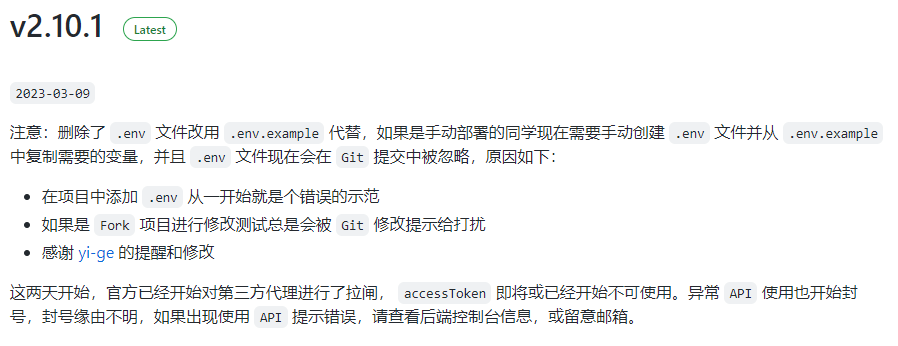 v2.10.1 Latest
2023-03-09
注意：删除了 .env 文件改用 .env.example 代替，如果是手动部署的同学现在需要手动创建 .env 文件并从 .env.example
中复制需要的变量，并且 .env 文件现在会在 Git 提交中被忽略，原因如下：
在项目中添加 .env 从一开始就是个错误的示范
如果是 Fork 项目进行修改测试总是会被 Git 修改提示给打扰
感谢 yi-ge 的提醒和修改
这两天开始，官方已经开始对第三方代理进行了拉闸， accessToken 即将或已经开始不可使用。异常 API 使用也开始封
号，封号缘由不明，如果出现使用 API 提示错误，请查看后端控制台信息，或留意邮箱。